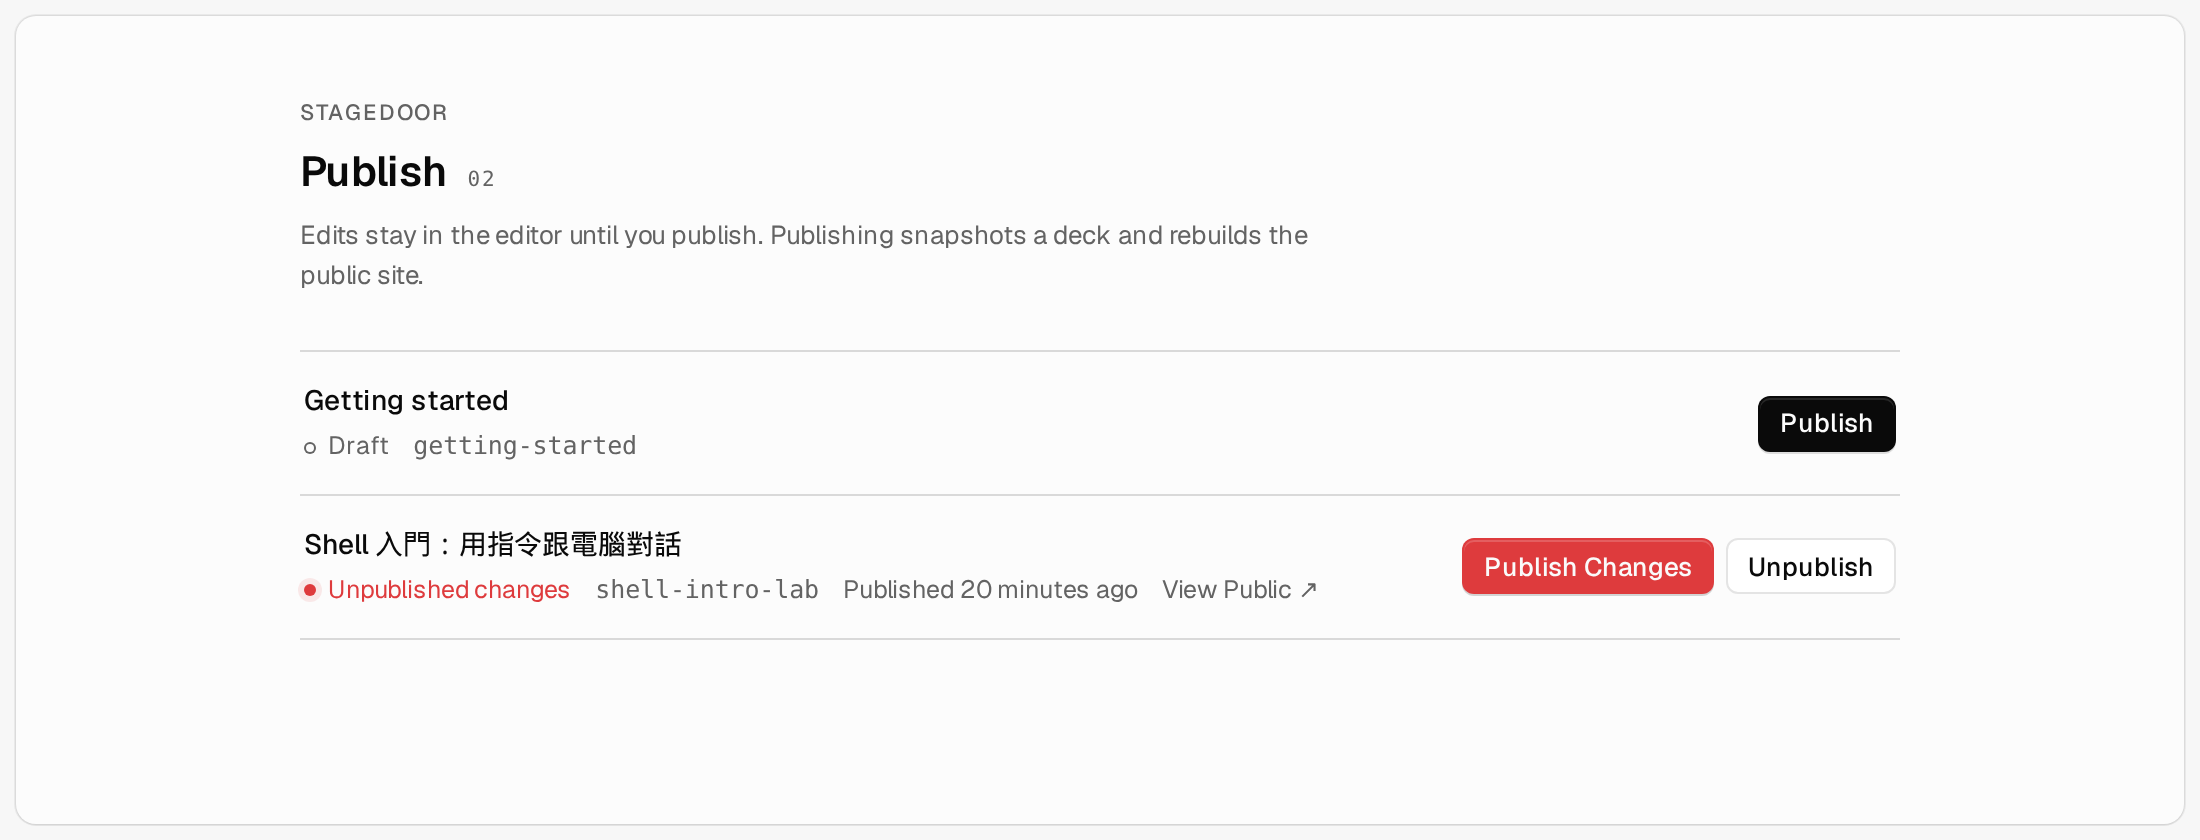 STAGEDOOR
Publish 02
Edits stay in the editor until you publish. Publishing snapshots a deck and rebuilds the
public site.
Getting started
Publish
Draft getting-started
Shell 入門：用指令跟電腦對話
Publish Changes Unpublish
Unpublished changes shell-intro-lab Published 20 minutes ago View Public ↗